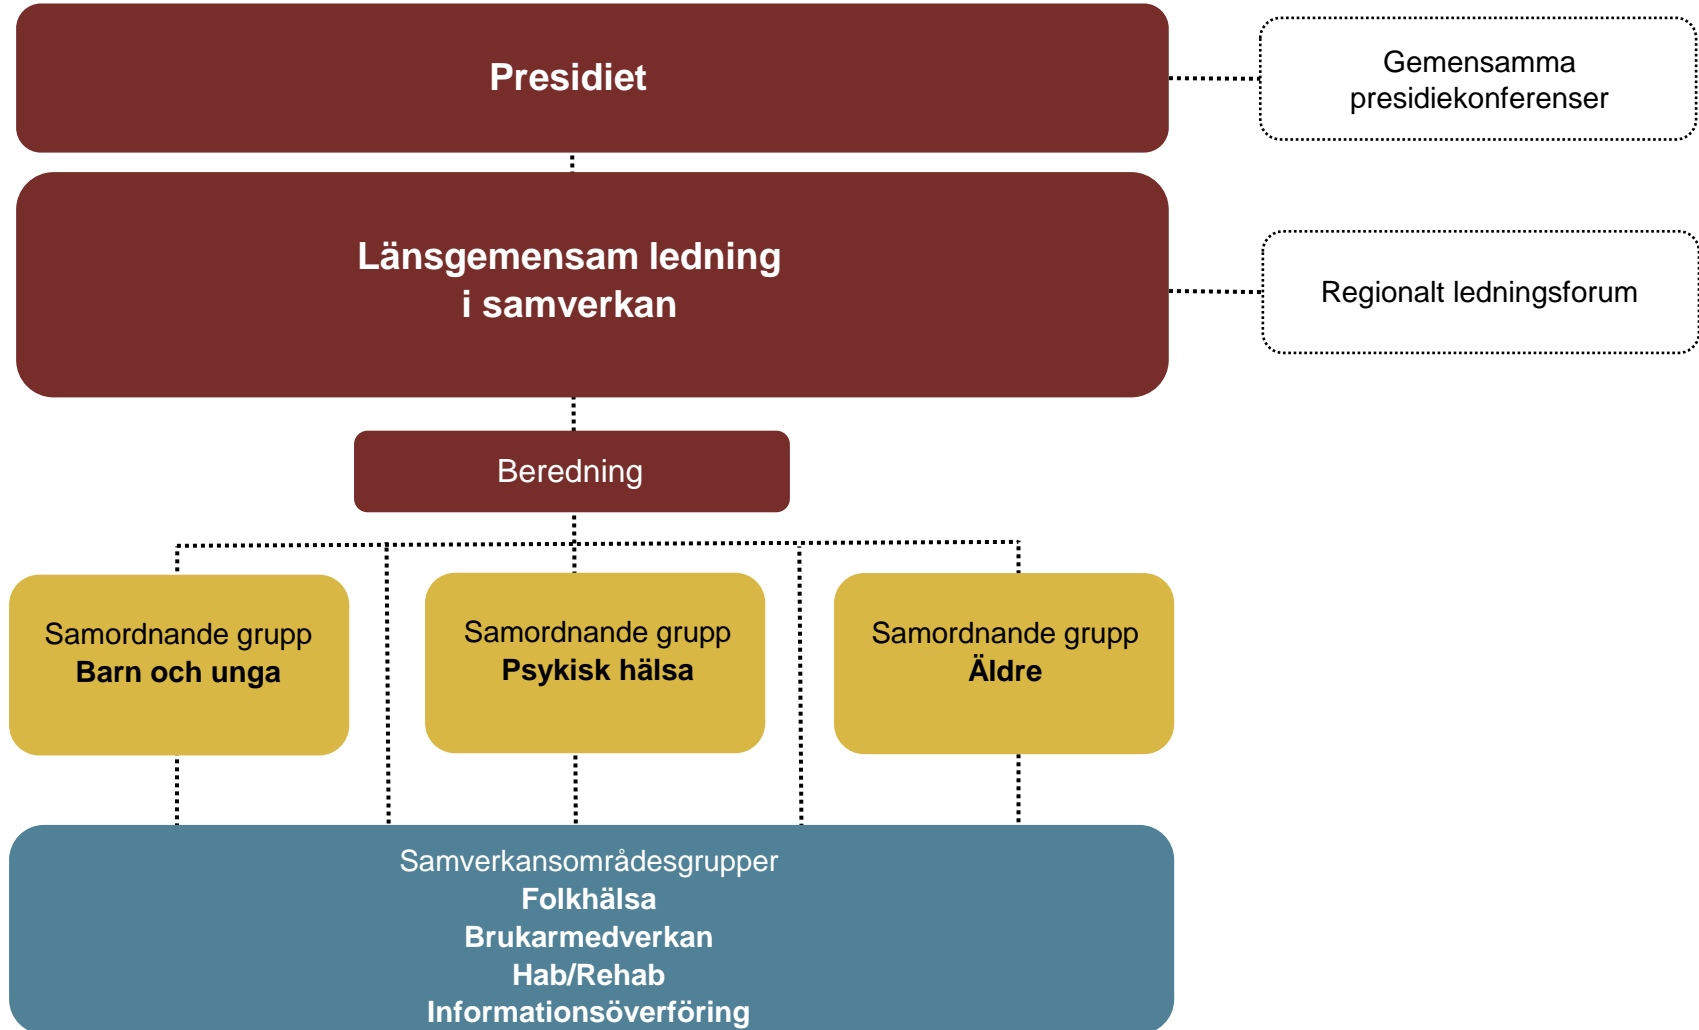 Presidiet
Gemensamma
presidiekonferenser
Länsgemensam ledning
i samverkan
Regionalt ledningsforum
Beredning
Samordnande grupp
Barn och unga
Samordnande grupp
Psykisk hälsa
Samordnande grupp
Äldre
Samverkansområdesgrupper
Folkhälsa
Brukarmedverkan
Hab/Rehab
Informationsöverföring